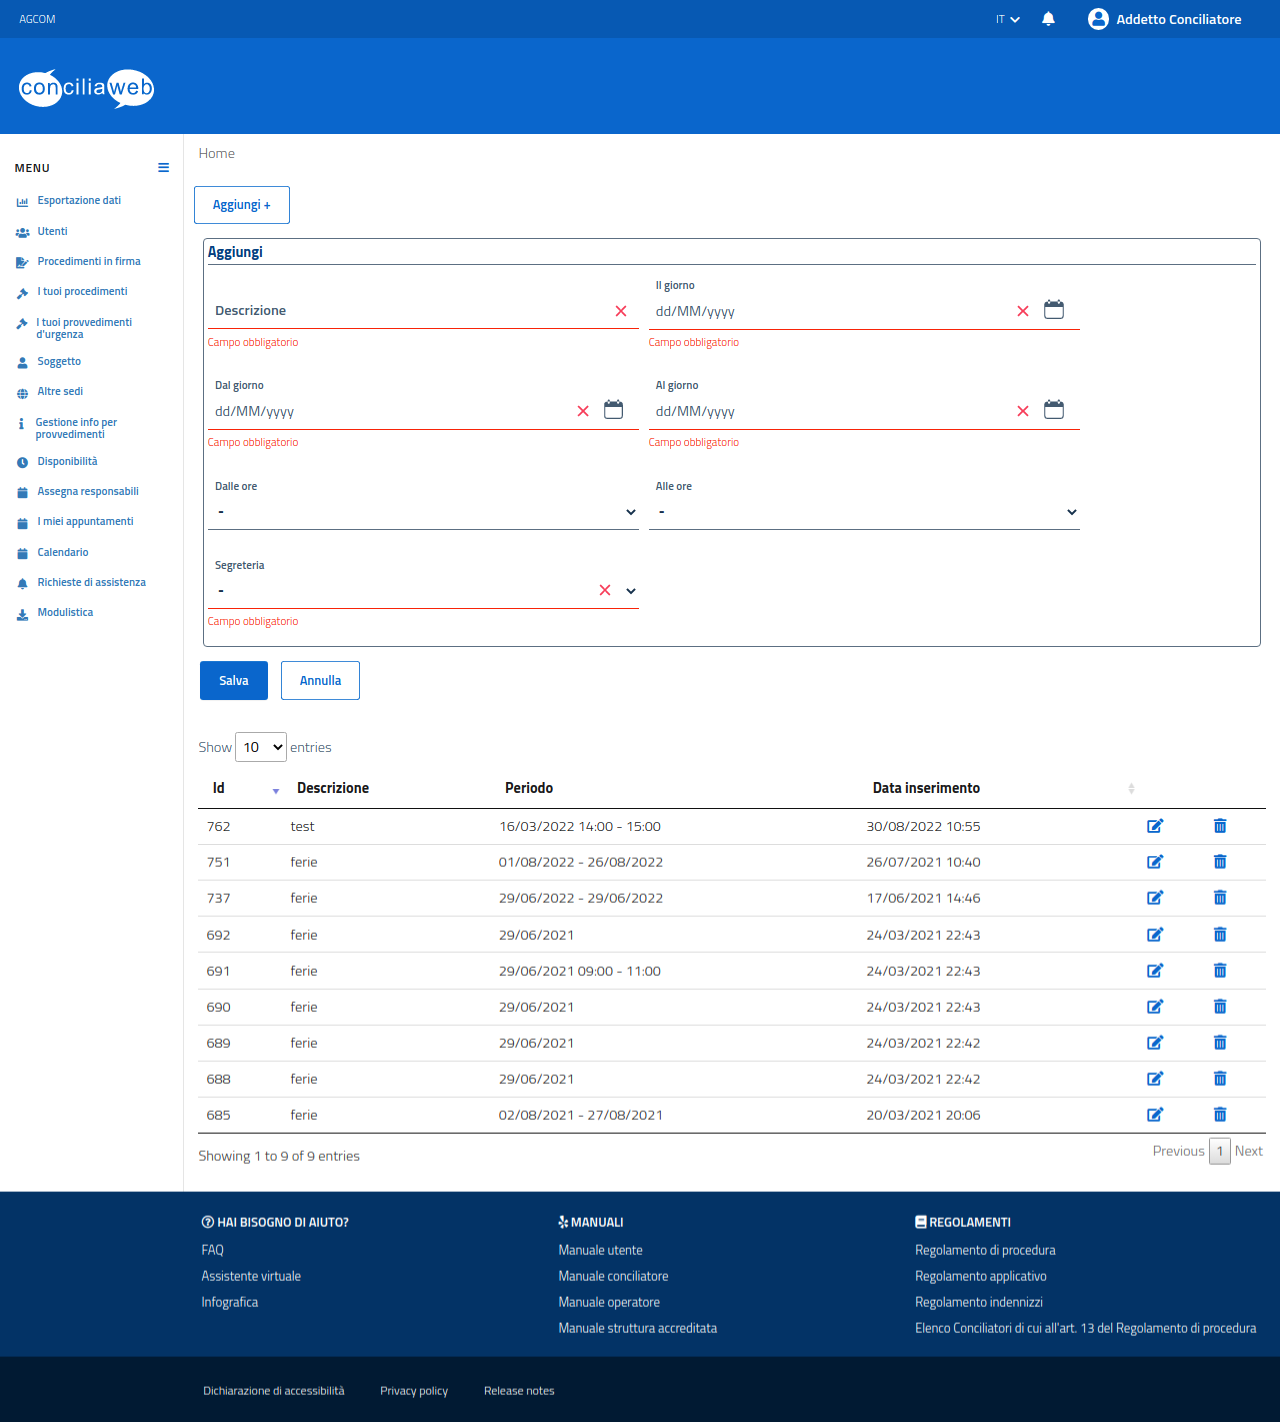 AGCOM
IT
Addetto Conciliatore
conciliaweb
MENU
Esportazione dati
Utenti
Procedimenti in firma
I tuoi procedimenti
I tuoi provvedimenti
d'urgenza
Soggetto
Altre sedi
Gestione info per
provvedimenti
Disponibilità
Assegna responsabili
I miei appuntamenti
Calendario
Richieste di assistenza
Modulistica
Home
Aggiungi +
Aggiungi
Descrizione
Campo obbligatorio
Il giorno
dd/MM/yyyy
Campo obbligatorio
Dal giorno
dd/MM/yyyy
Campo obbligatorio
Al giorno
dd/MM/yyyy
Campo obbligatorio
Dalle ore
-
Alle ore
-
Segreteria
-
Campo obbligatorio
Salva Annulla
Show 10 entries
Id Descrizione Periodo Data inserimento
762 test 16/03/2022 14:00 - 15:00 30/08/2022 10:55
751 ferie 01/08/2022 - 26/08/2022 26/07/2021 10:40
737 ferie 29/06/2022 - 29/06/2022 17/06/2021 14:46
692 ferie 29/06/2021 24/03/2021 22:43
691 ferie 29/06/2021 09:00 - 11:00 24/03/2021 22:43
690 ferie 29/06/2021 24/03/2021 22:43
689 ferie 29/06/2021 24/03/2021 22:42
688 ferie 29/06/2021 24/03/2021 22:42
685 ferie 02/08/2021 - 27/08/2021 20/03/2021 20:06
Showing 1 to 9 of 9 entries
Previous 1 Next
HAI BISOGNO DI AIUTO?
FAQ
Assistente virtuale
Infografica
MANUALI
Manuale utente
Manuale conciliatore
Manuale operatore
Manuale struttura accreditata
REGOLAMENTI
Regolamento di procedura
Regolamento applicativo
Regolamento indennizzi
Elenco Conciliatori di cui all'art. 13 del Regolamento di procedura
Dichiarazione di accessibilità Privacy policy Release notes